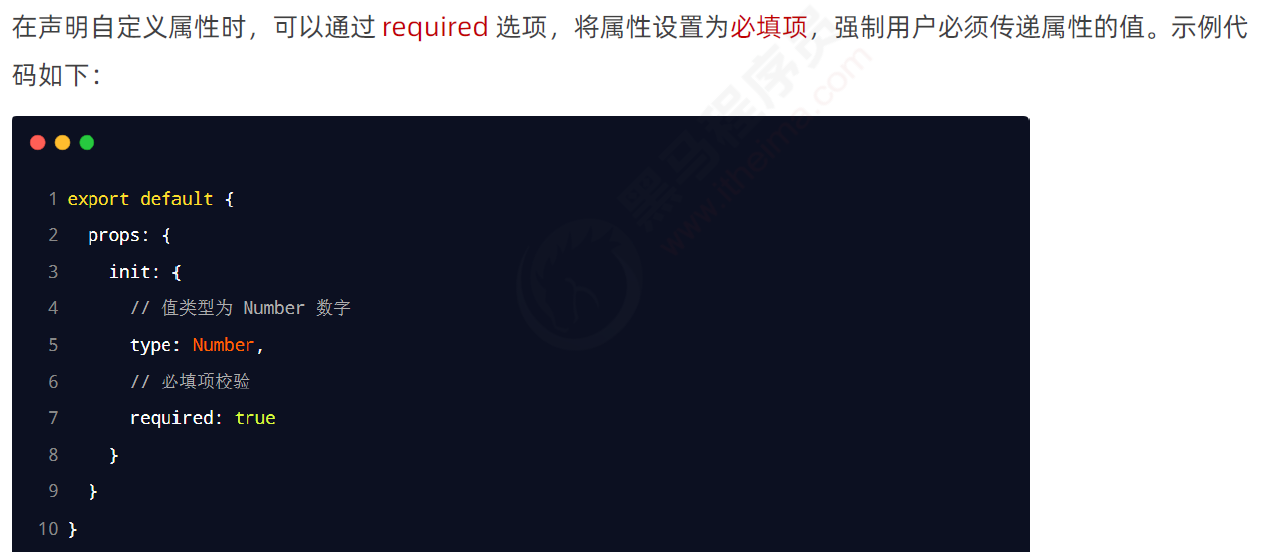 在声明自定义属性时，可以通过 required 选项，将属性设置为必填项，强制用户必须传递属性的值。示例代
码如下：
黑马程序员
www.itheima.com
1 export default {
2   props: {
3     init: {
4       // 值类型为 Number 数字
5       type: Number,
6       // 必填项校验
7       required: true
8     }
9   }
10 }